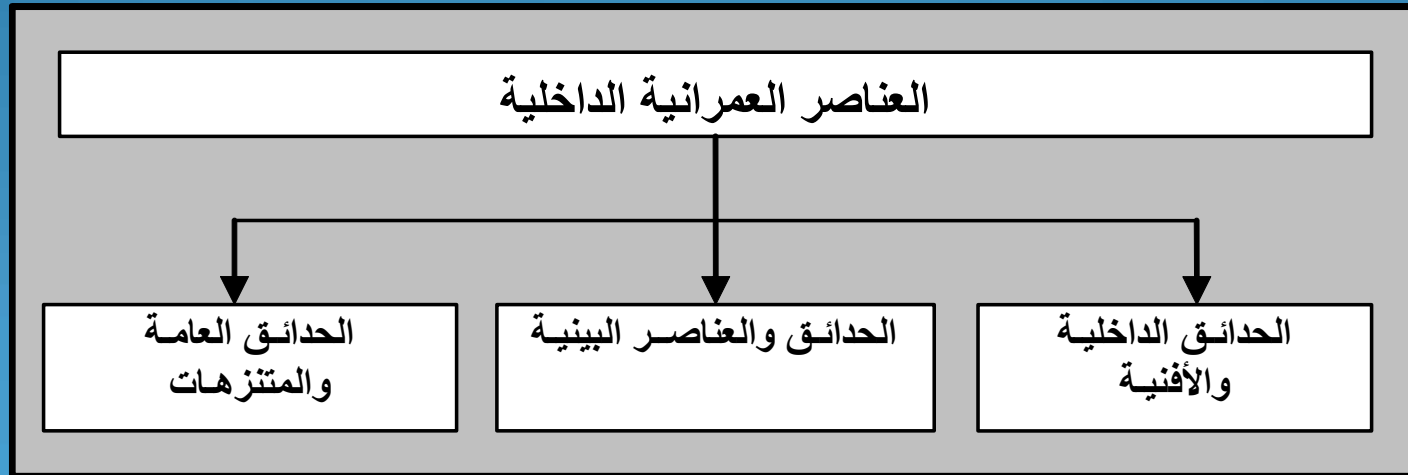 العناصر العمرانية الداخلية
الحدائق الداخلية
والأفنية
الحدائق والعناصر البينية
الحدائق العامة
والمتنزهات